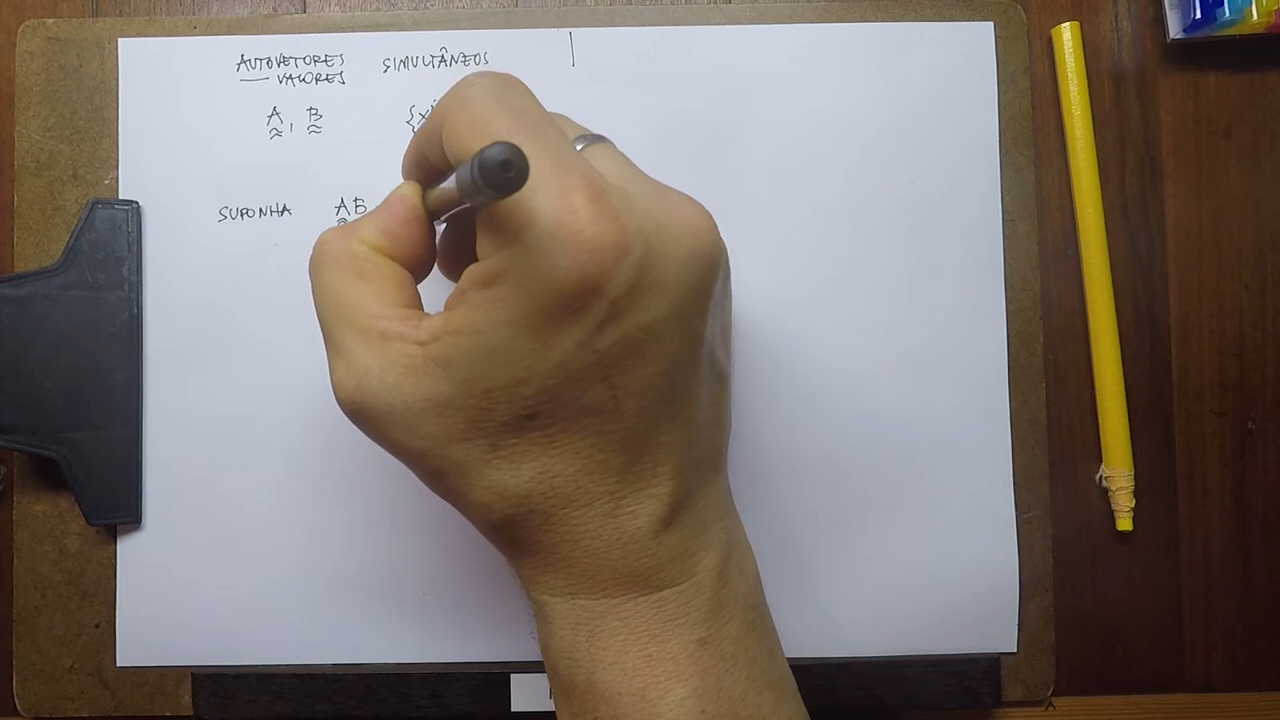 AUTOVETORES SIMULTÂNEOS
— VALORES
A, B {x
SUPONHA AB